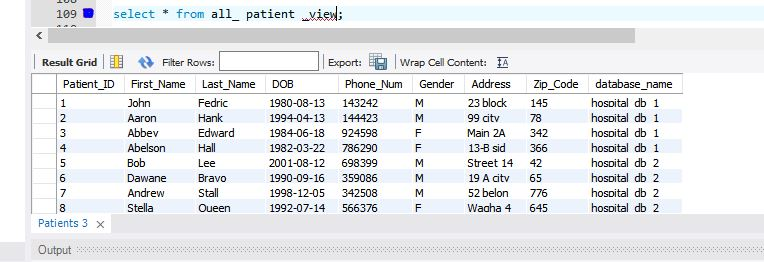 109 select * from all_ patient _view;
Result Grid Filter Rows: Export: Wrap Cell Content: IA
Patient_ID First_Name Last_Name DOB Phone_Num Gender Address Zip_Code database_name
1 John Fedric 1980-08-13 143242 M 23 block 145 hospital_db_1
2 Aaron Hank 1994-04-13 144423 M 99 city 78 hospital_db_1
3 Abbey Edward 1984-06-18 924598 F Main 2A 342 hospital_db_1
4 Abelson Hall 1982-03-22 786290 F 13-B sid 366 hospital_db_1
5 Bob Lee 2001-08-12 698399 M Street 14 42 hospital_db_2
6 Dawane Bravo 1990-09-16 359086 M 19 A city 65 hospital_db_2
7 Andrew Stall 1998-12-05 342508 M 52 belon 776 hospital_db_2
8 Stella Queen 1992-07-14 566376 F Wagha 4 645 hospital_db_2
Patients 3
Output